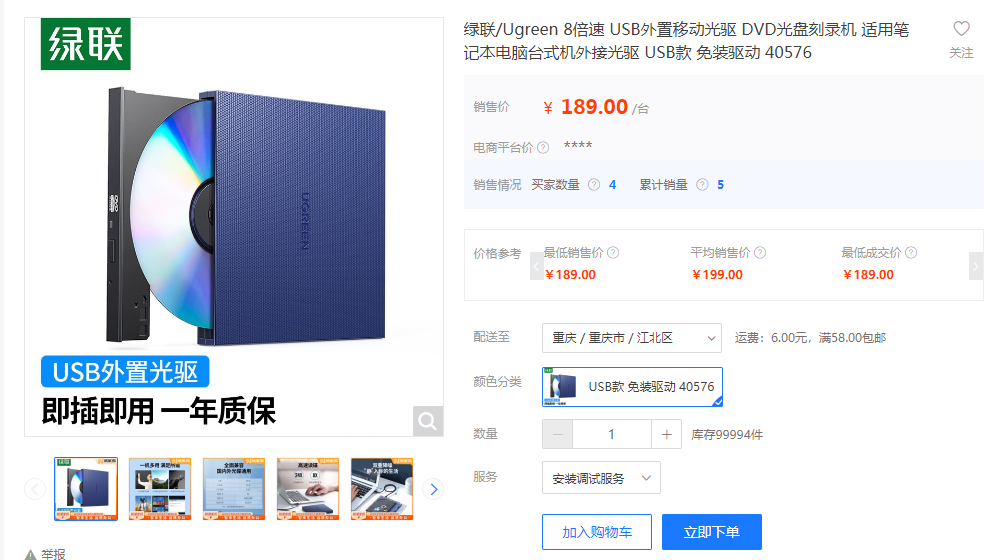 绿联
UGREEN
USB外置光驱
即插即用 一年质保
举报
绿联/Ugreen 8倍速 USB外置移动光驱 DVD光盘刻录机 适用笔
记本电脑台式机外接光驱 USB款 免装驱动 40576
关注
销售价 ¥ 189.00 /台
电商平台价 ? ****
销售情况 买家数量 ? 4 累计销量 ? 5
价格参考 最低销售价 ? 平均销售价 ? 最低成交价 ?
¥189.00 ¥199.00 ¥189.00
配送至 重庆 / 重庆市 / 江北区 运费：6.00元，满58.00包邮
颜色分类 USB款 免装驱动 40576
数量 − 1 + 库存99994件
服务 安装调试服务
加入购物车 立即下单